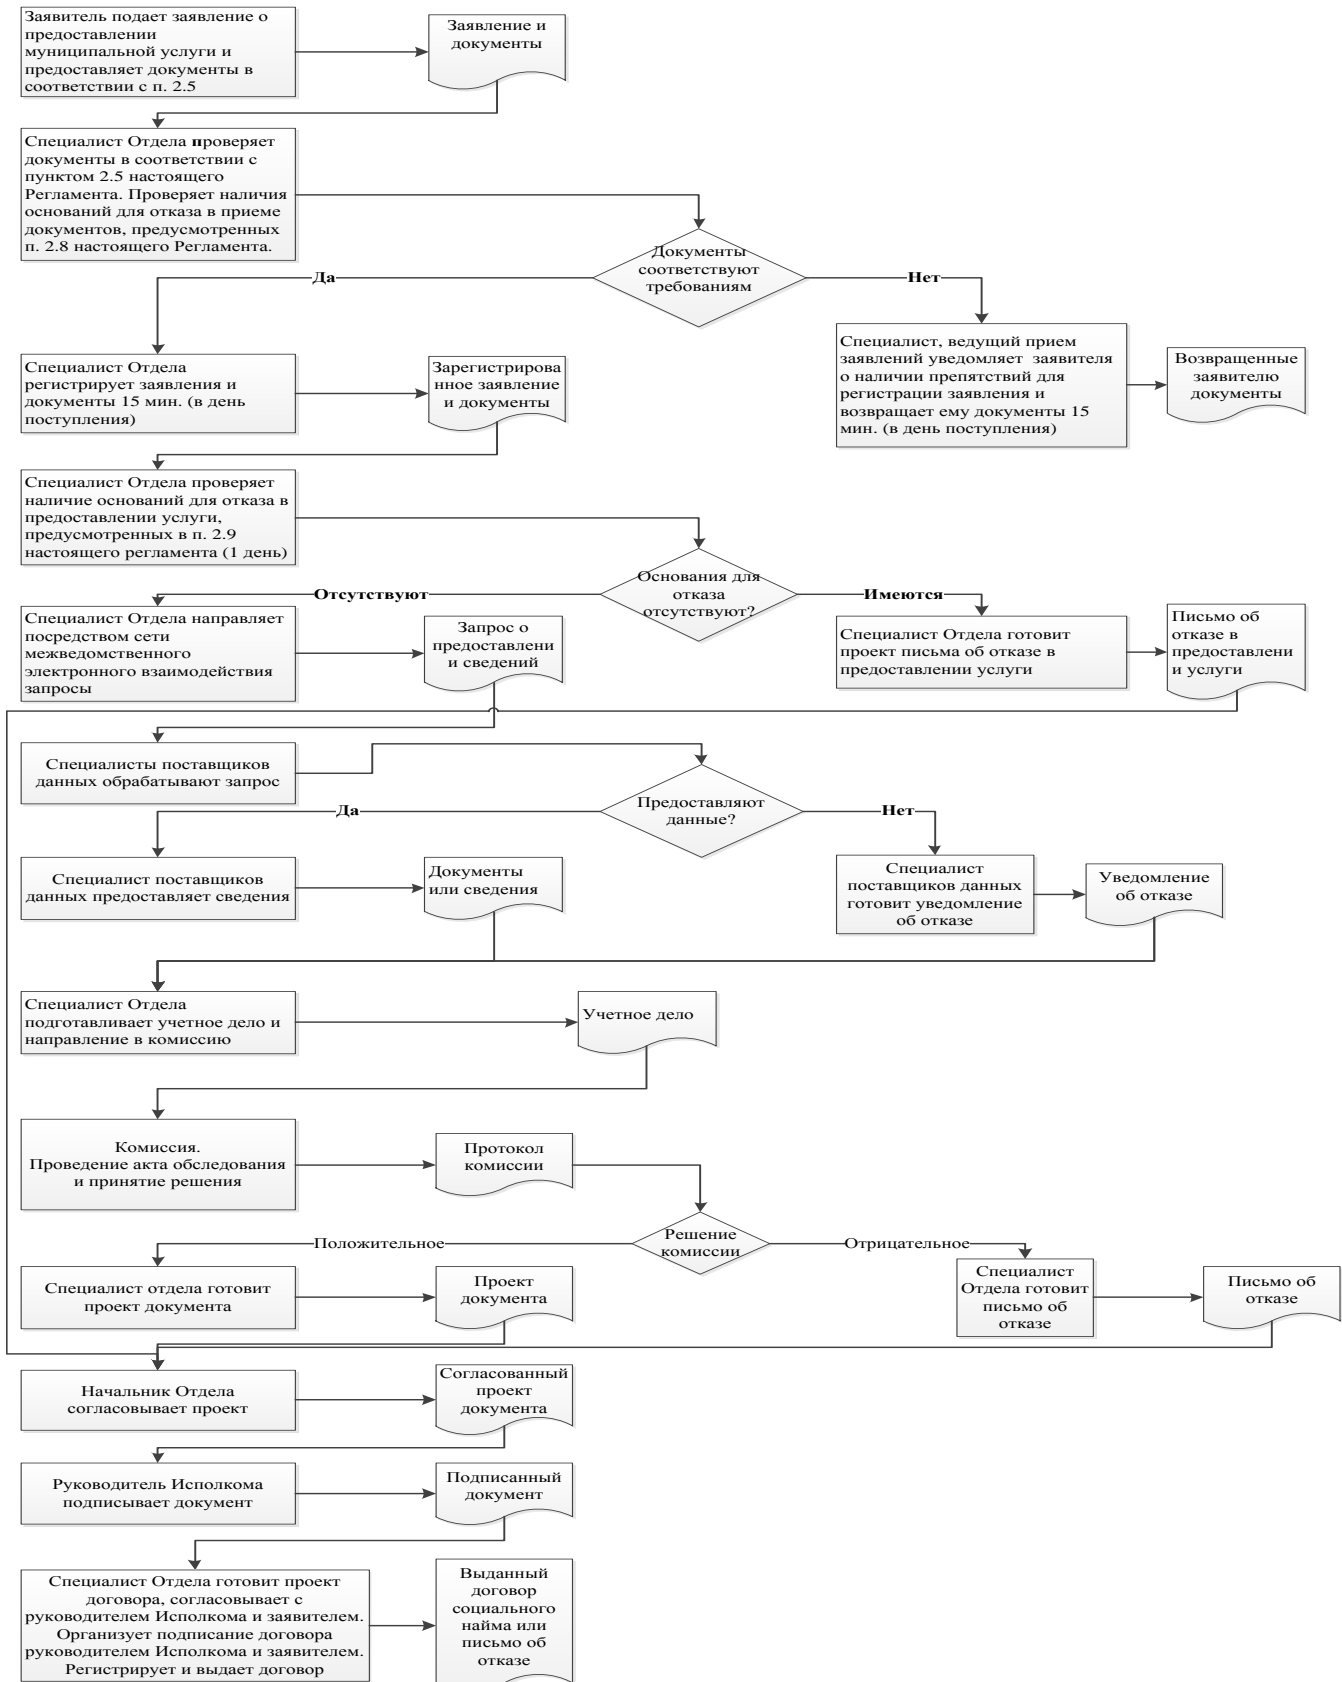 Заявитель подает заявление о
предоставлении
муниципальной услуги и
предоставляет документы в
соответствии с п. 2.5
Заявление и
документы
Специалист Отдела проверяет
документы в соответствии с
пунктом 2.5 настоящего
Регламента. Проверяет наличия
оснований для отказа в приеме
документов, предусмотренных
п. 2.8 настоящего Регламента.
Документы
соответствуют
требованиям
Да
Нет
Специалист Отдела
регистрирует заявления и
документы 15 мин. (в день
поступления)
Зарегистрирова
нное заявление
и документы
Специалист, ведущий прием
заявлений уведомляет заявителя
о наличии препятствий для
регистрации заявления и
возвращает ему документы 15
мин. (в день поступления)
Возвращенные
заявителю
документы
Специалист Отдела проверяет
наличие оснований для отказа в
предоставлении услуги,
предусмотренных в п. 2.9
настоящего регламента (1 день)
Основания для
отказа
отсутствуют?
Отсутствуют
Имеются
Специалист Отдела направляет
посредством сети
межведомственного
электронного взаимодействия
запросы
Запрос о
предоставлени
и сведений
Специалист Отдела готовит
проект письма об отказе в
предоставлении услуги
Письмо об
отказе в
предоставлени
и услуги
Специалисты поставщиков
данных обрабатывают запрос
Предоставляют
данные?
Да
Нет
Специалист поставщиков
данных предоставляет сведения
Документы
или сведения
Специалист
поставщиков данных
готовит уведомление
об отказе
Уведомление
об отказе
Специалист Отдела
подготавливает учетное дело и
направление в комиссию
Учетное дело
Комиссия.
Проведение акта обследования
и принятие решения
Протокол
комиссии
Решение
комиссии
Положительное
Отрицательное
Специалист отдела готовит
проект документа
Проект
документа
Специалист
Отдела готовит
письмо об
отказе
Письмо об
отказе
Начальник Отдела
согласовывает проект
Согласованный
проект
документа
Руководитель Исполкома
подписывает документ
Подписанный
документ
Специалист Отдела готовит проект
договора, согласовывает с
руководителем Исполкома и заявителем.
Организует подписание договора
руководителем Исполкома и заявителем.
Регистрирует и выдает договор
Выданный
договор
социального
найма или
письмо об
отказе